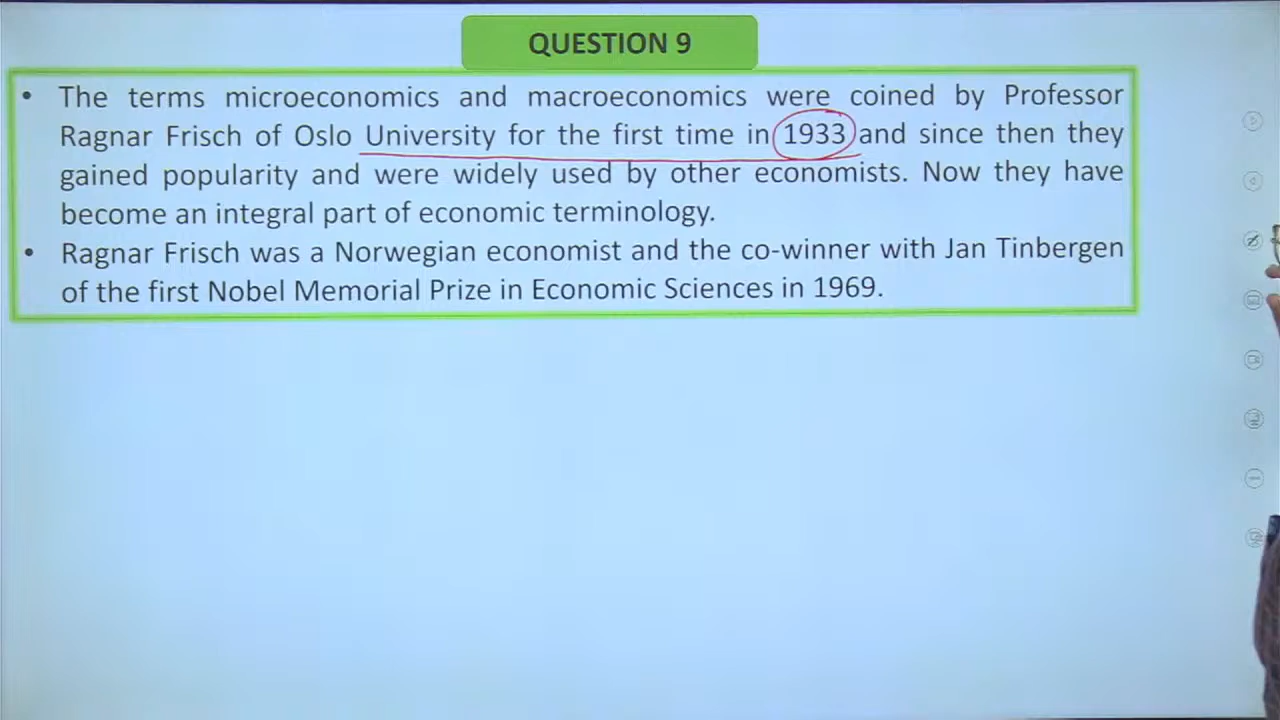 QUESTION 9
• The terms microeconomics and macroeconomics were coined by Professor
Ragnar Frisch of Oslo University for the first time in 1933 and since then they
gained popularity and were widely used by other economists. Now they have
become an integral part of economic terminology.
• Ragnar Frisch was a Norwegian economist and the co-winner with Jan Tinbergen
of the first Nobel Memorial Prize in Economic Sciences in 1969.